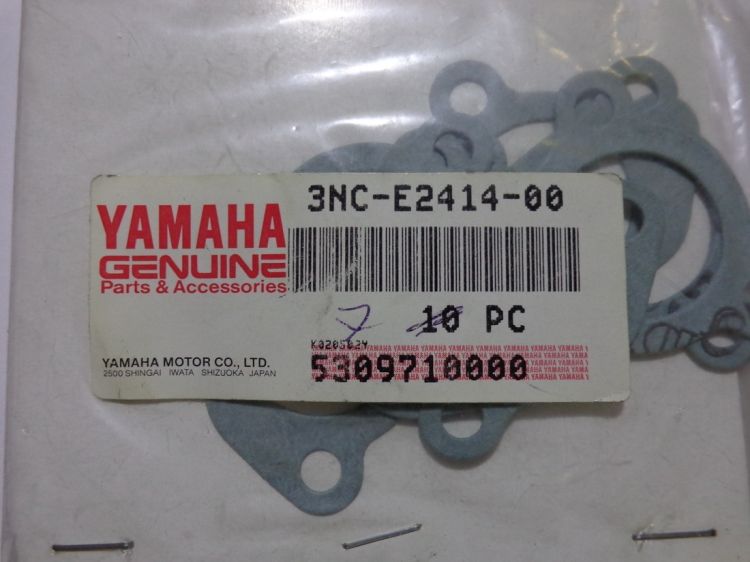 3NC-E2414-00
YAMAHA
GENUINE
Parts & Accessories
7 10 PC
K0205024
YAMAHA MOTOR CO., LTD.
2500 SHINGAI IWATA SHIZUOKA JAPAN
5309710000